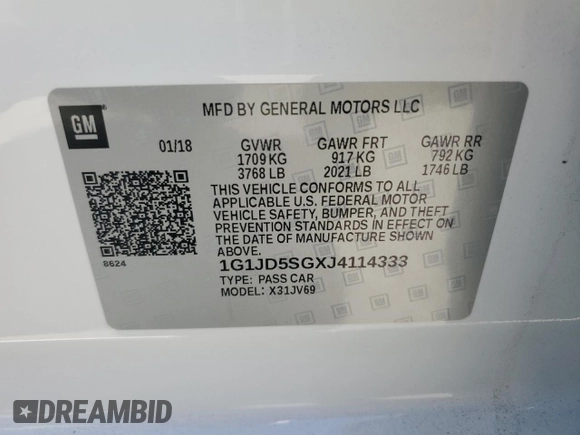 GM
MFD BY GENERAL MOTORS LLC
01/18 GVWR GAWR FRT GAWR RR
1709 KG 917 KG 792 KG
3768 LB 2021 LB 1746 LB
THIS VEHICLE CONFORMS TO ALL
APPLICABLE U.S. FEDERAL MOTOR
VEHICLE SAFETY, BUMPER, AND THEFT
PREVENTION STANDARDS IN EFFECT ON
THE DATE OF MANUFACTURE SHOWN
ABOVE.
8624
1G1JD5SGXJ4114333
TYPE: PASS CAR
MODEL: X31JV69
DREAMBID